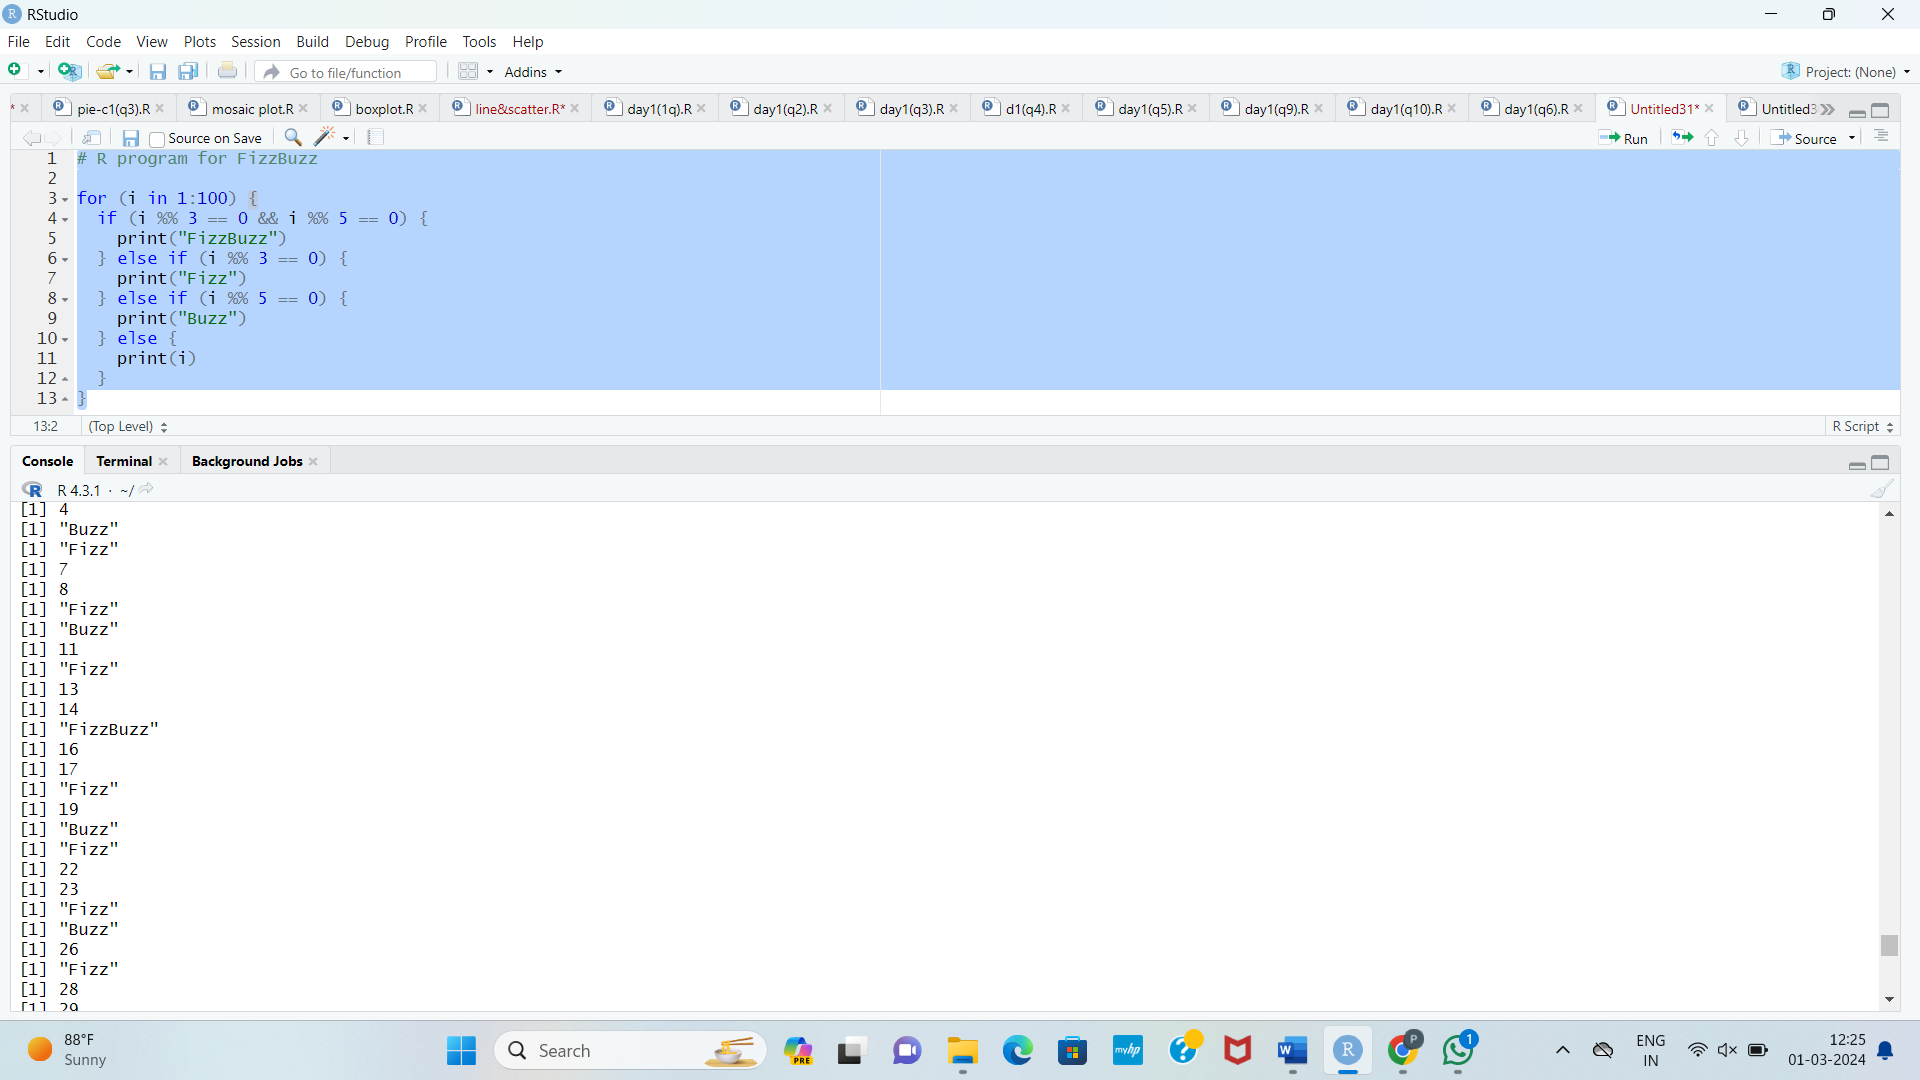 RStudio
File Edit Code View Plots Session Build Debug Profile Tools Help
Go to file/function Addins Project: (None)
* pie-c1(q3).R mosaic plot.R boxplot.R line&scatter.R* day1(1q).R day1(q2).R day1(q3).R d1(q4).R day1(q5).R day1(q9).R day1(q10).R day1(q6).R Untitled31* Untitled3
Source on Save Run Source
1 # R program for FizzBuzz
2
3 for (i in 1:100) {
4 if (i %% 3 == 0 && i %% 5 == 0) {
5 print("FizzBuzz")
6 } else if (i %% 3 == 0) {
7 print("Fizz")
8 } else if (i %% 5 == 0) {
9 print("Buzz")
10 } else {
11 print(i)
12 }
13 }
13:2 (Top Level) R Script
Console Terminal Background Jobs
R R 4.3.1 · ~/
[1] 4
[1] "Buzz"
[1] "Fizz"
[1] 7
[1] 8
[1] "Fizz"
[1] "Buzz"
[1] 11
[1] "Fizz"
[1] 13
[1] 14
[1] "FizzBuzz"
[1] 16
[1] 17
[1] "Fizz"
[1] 19
[1] "Buzz"
[1] "Fizz"
[1] 22
[1] 23
[1] "Fizz"
[1] "Buzz"
[1] 26
[1] "Fizz"
[1] 28
[1] 29
88°F
Sunny
Search
PRE
myhp
W
R
P
1
ENG
IN
12:25
01-03-2024